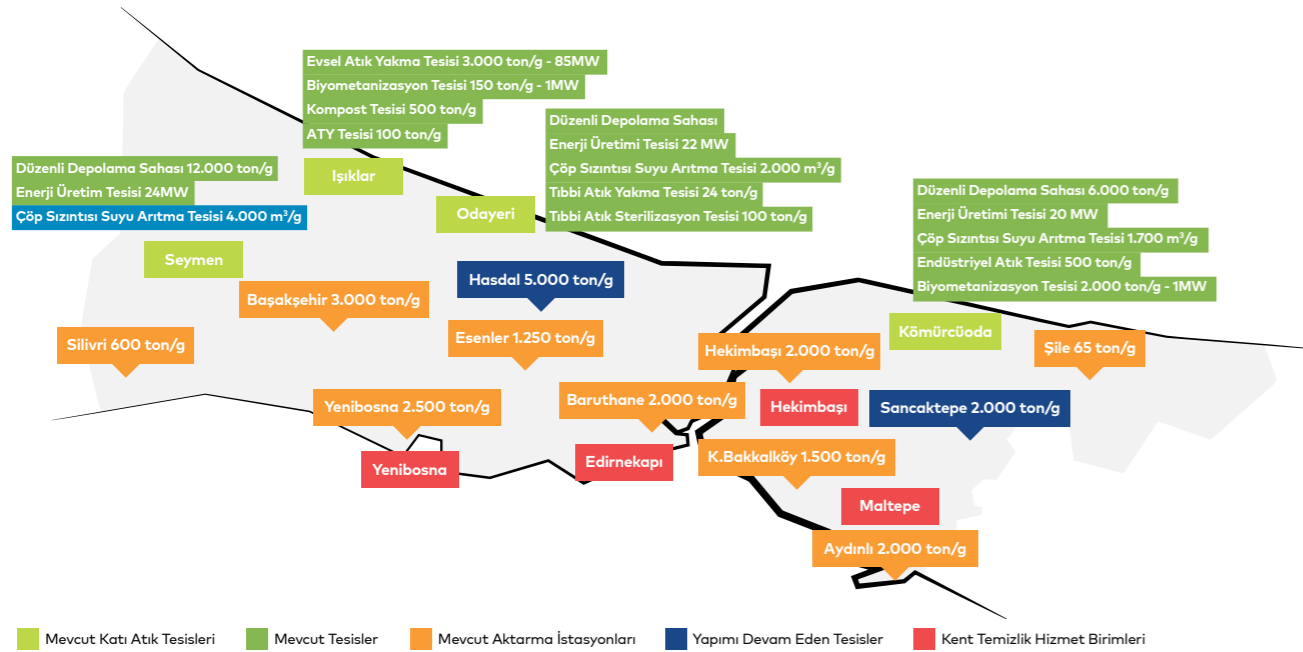 Evsel Atık Yakma Tesisi 3.000 ton/g - 85MW
Biyometanizasyon Tesisi 150 ton/g - 1MW
Kompost Tesisi 500 ton/g
ATY Tesisi 100 ton/g
Işıklar
Düzenli Depolama Sahası
Enerji Üretimi Tesisi 22 MW
Çöp Sızıntısı Suyu Arıtma Tesisi 2.000 m³/g
Tıbbi Atık Yakma Tesisi 24 ton/g
Tıbbi Atık Sterilizasyon Tesisi 100 ton/g
Odayeri
Düzenli Depolama Sahası 12.000 ton/g
Enerji Üretim Tesisi 24MW
Çöp Sızıntısı Suyu Arıtma Tesisi 4.000 m³/g
Seymen
Düzenli Depolama Sahası 6.000 ton/g
Enerji Üretimi Tesisi 20 MW
Çöp Sızıntısı Suyu Arıtma Tesisi 1.700 m³/g
Endüstriyel Atık Tesisi 500 ton/g
Biyometanizasyon Tesisi 2.000 ton/g - 1MW
Kömürcüoda
Hasdal 5.000 ton/g
Başakşehir 3.000 ton/g
Silivri 600 ton/g
Esenler 1.250 ton/g
Hekimbaşı 2.000 ton/g
Şile 65 ton/g
Yenibosna 2.500 ton/g
Baruthane 2.000 ton/g
Hekimbaşı
Sancaktepe 2.000 ton/g
Yenibosna
Edirnekapı
K.Bakkalköy 1.500 ton/g
Maltepe
Aydınlı 2.000 ton/g
Mevcut Katı Atık Tesisleri
Mevcut Tesisler
Mevcut Aktarma İstasyonları
Yapımı Devam Eden Tesisler
Kent Temizlik Hizmet Birimleri